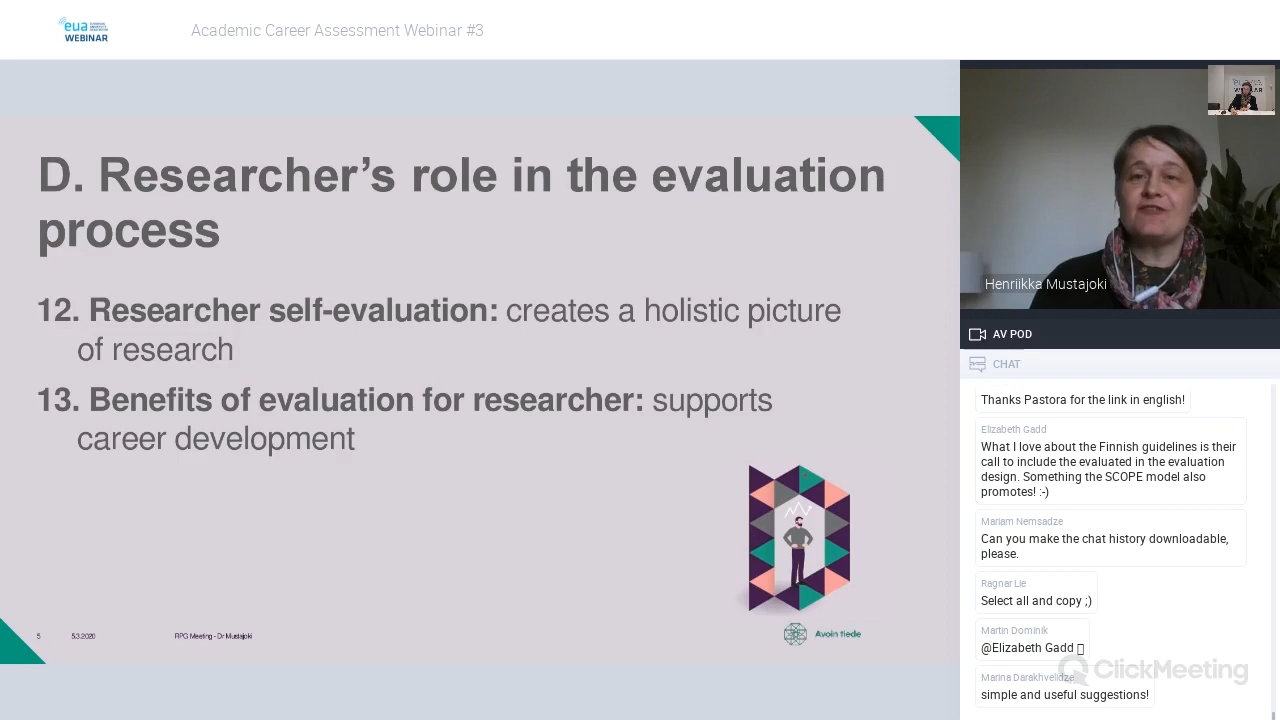 eua
WEBINAR
Academic Career Assessment Webinar #3
D. Researcher's role in the evaluation
process
12. Researcher self-evaluation: creates a holistic picture
of research
13. Benefits of evaluation for researcher: supports
career development
5
5.3.2020
RPG Meeting - Dr Mustajoki
Avoin tiede
Henriikka Mustajoki
AV POD
CHAT
Thanks Pastora for the link in english!
Elizabeth Gadd
What I love about the Finnish guidelines is their
call to include the evaluated in the evaluation
design. Something the SCOPE model also
promotes! :-)
Mariam Nemsadze
Can you make the chat history downloadable,
please.
Ragnar Lie
Select all and copy ;)
Martin Dominik
@Elizabeth Gadd
Marina Darakhvelidze
simple and useful suggestions!
ClickMeeting